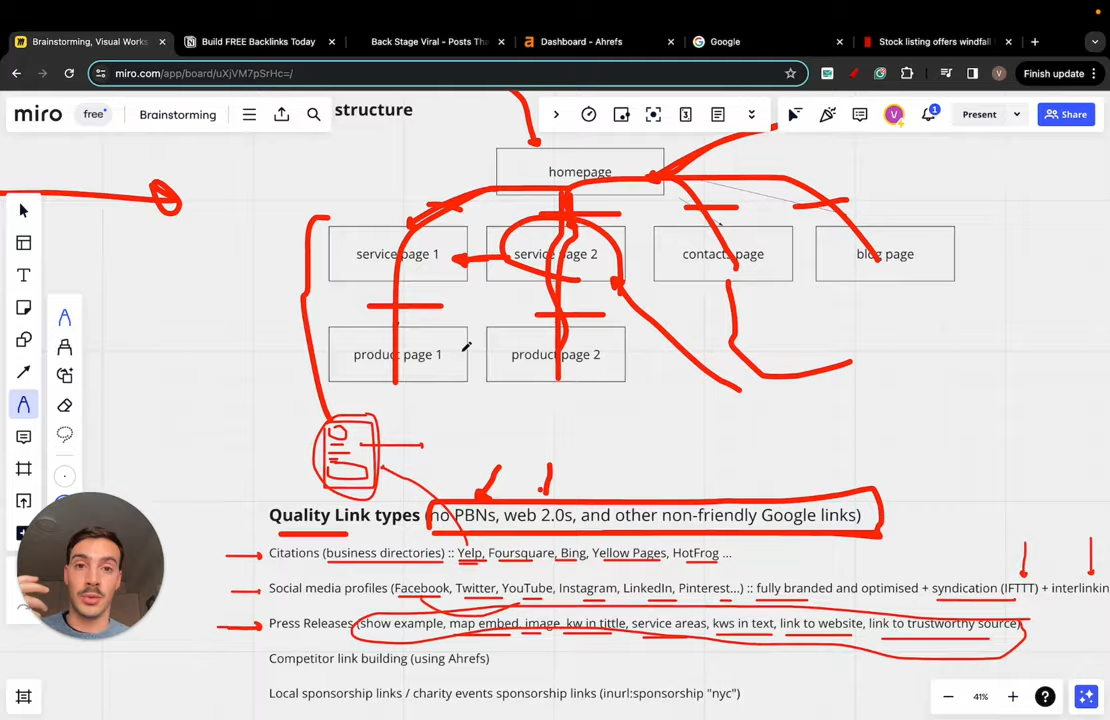 Brainstorming, Visual Works
Build FREE Backlinks Today
Back Stage Viral - Posts Tha
Dashboard - Ahrefs
Google
Stock listing offers windfall
miro.com/app/board/uXjVM7pSrHc=/
V
Finish update
miro
free
Brainstorming
structure
3
V
1
Present
Share
homepage
service page 1
service page 2
contacts page
blog page
product page 1
product page 2
Quality Link types (no PBNs, web 2.0s, and other non-friendly Google links)
Citations (business directories) :: Yelp, Foursquare, Bing, Yellow Pages, HotFrog ...
Social media profiles (Facebook, Twitter, YouTube, Instagram, LinkedIn, Pinterest...) :: fully branded and optimised + syndication (IFTTT) + interlinkin
Press Releases (show example, map embed, image, kw in tittle, service areas, kws in text, link to website, link to trustworthy source)
Competitor link building (using Ahrefs)
Local sponsorship links / charity events sponsorship links (inurl:sponsorship "nyc")
41%